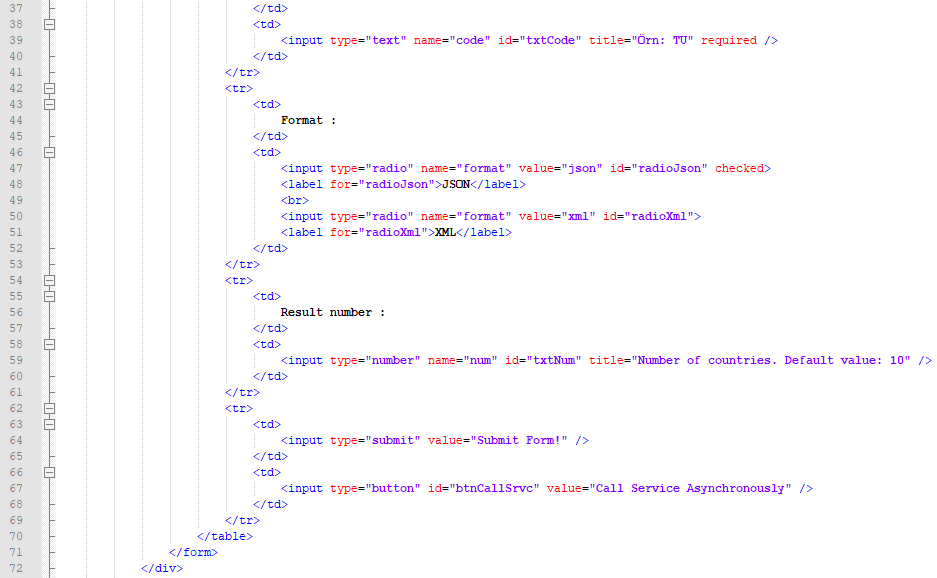 37 </td>
38 <td>
39 <input type="text" name="code" id="txtCode" title="Örn: TU" required />
40 </td>
41 </tr>
42 <tr>
43 <td>
44 Format :
45 </td>
46 <td>
47 <input type="radio" name="format" value="json" id="radioJson" checked>
48 <label for="radioJson">JSON</label>
49 <br>
50 <input type="radio" name="format" value="xml" id="radioXml">
51 <label for="radioXml">XML</label>
52 </td>
53 </tr>
54 <tr>
55 <td>
56 Result number :
57 </td>
58 <td>
59 <input type="number" name="num" id="txtNum" title="Number of countries. Default value: 10" />
60 </td>
61 </tr>
62 <tr>
63 <td>
64 <input type="submit" value="Submit Form!" />
65 </td>
66 <td>
67 <input type="button" id="btnCallSrvc" value="Call Service Asynchronously" />
68 </td>
69 </tr>
70 </table>
71 </form>
72 </div>